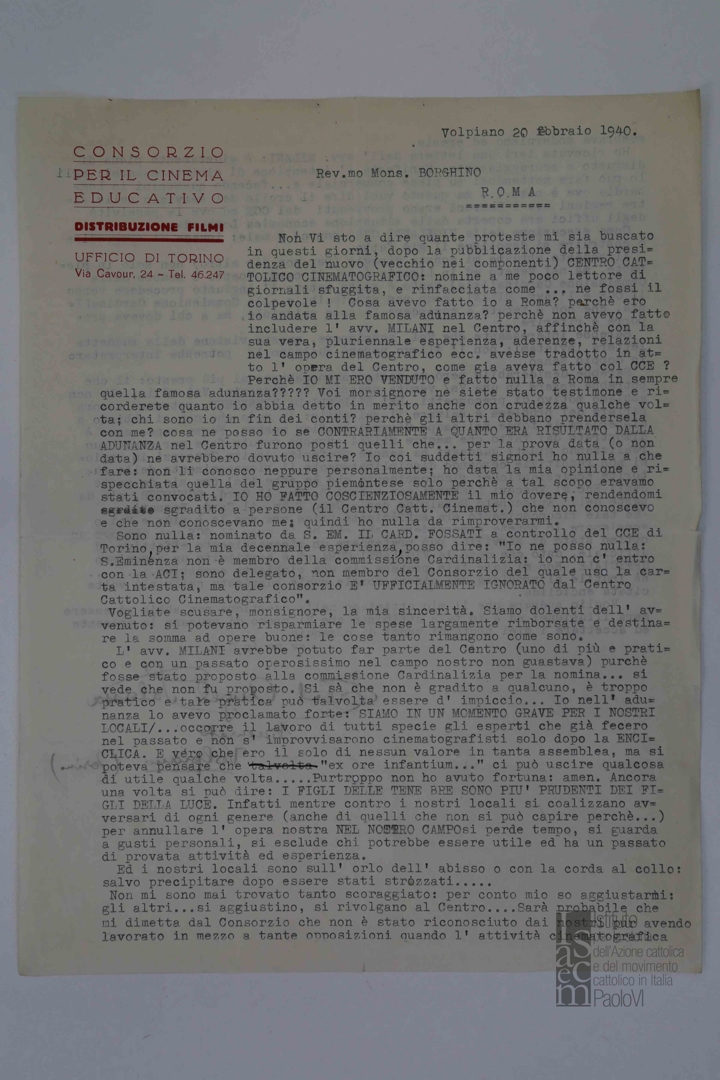 Volpiano 20 febbraio 1940.
CONSORZIO
PER IL CINEMA
EDUCATIVO
DISTRIBUZIONE FILMI
UFFICIO DI TORINO
Via Cavour, 24 - Tel. 46.247
Rev.mo Mons. BORGHINO
R.O.M A
===========
Non Vi sto a dire quante proteste mi sia buscato
in questi giorni, dopo la pubblicazione della presi=
denza del nuovo (vecchio nei componenti) CENTRO CAT=
TOLICO CINEMATOGRAFICO: nomine a me poco lettore di
giornali sfuggita, e rinfacciata come ... ne fossi il
colpevole ! Cosa avevo fatto io a Roma? parchè ero
io andata alla famosa adunanza? perchè non avevo fatto
includere l' avv. MILANI nel Centro, affinchè con la
sua vera, pluriennale esperienza, aderenze, relazioni
nel campo cinematografico ecc. avesse tradotto in at=
to l' opera del Centro, come gia aveva fatto col CCE ?
Perchè IO MI ERO VENDUTO e fatto nulla a Roma in sempre
quella famosa adunanza????? Voi monsignore ne siete stato testimone e ri=
corderete quanto io abbia detto in merito anche con crudezza qualche vol=
ta; chi sono io in fin dei conti? perchè gli altri debbano prendersela
con me? cosa ne posso io se CONTRARIAMENTE A QUANTO ERA RISULTATO DALLA
ADUNANZA nel Centro furono posti quelli che... per la prova data (o non
data) ne avrebbero dovuto uscire? Io coi suddetti signori ho nulla a che
fare: non li conosco neppure personalmente; ho data la mia opinione e ri=
specchiata quella del gruppo piemontese solo perchè a tal scopo eravamo
stati convocati. IO HO FATTO COSCIENZIOSAMENTE il mio dovere, rendendomi
sgradito sgradito a persone (il Centro Catt. Cinemat.) che non conoscevo
e che non conoscevano me; quindi ho nulla da rimproverarmi.
Sono nulla: nominato da S. EM. IL CARD. FOSSATI a controllo del CCE di
Torino, per la mia decennale esperienza, posso dire: "Io ne posso nulla:
S.Eminenza non è membro della commissione Cardinalizia: io non c' entro
con la ACI; sono delegato, non membro del Consorzio del quale uso la car=
ta intestata, ma tale consorzio E' UFFICIALMENTE IGNORATO dal Centro
Cattolico Cinematografico".
Vogliate scusare, monsignore, la mia sincerità. Siamo dolenti dell' av=
venuto: si potevano risparmiare le spese largamente rimborsate e destina=
re la somma ad opere buone: le cose tanto rimangono come sono.
L' avv. MILANI avrebbe potuto far parte del Centro (uno di più e prati=
co e con un passato operosissimo nel campo nostro non guastava) purchè
fosse stato proposto alla commissione Cardinalizia per la nomina... si
vede che non fu proposto. Si sà che non è gradito a qualcuno, è troppo
pratico e tale pratica può talvolta essere d' impiccio... Io nell' adu=
nanza lo avevo proclamato forte: SIAMO IN UN MOMENTO GRAVE PER I NOSTRI
LOCALI/...occorre il lavoro di tutti specie gli esperti che già fecero
nel passato e non s' improvvisarono cinematografisti solo dopo la ENCI=
CLICA. E vero che ero il solo di nessun valore in tanta assemblea, ma si
poteva pensare che talvolta "ex ore infantium..." ci può uscire qualcosa
di utile qualche volta.....Purtroppo non ho avuto fortuna: amen. Ancora
una volta si può dire: I FIGLI DELLE TENE BRE SONO PIU' PRUDENTI DEI FI=
GLI DELLA LUCE. Infatti mentre contro i nostri locali si coalizzano av=
versari di ogni genere (anche di quelli che non si può capire perchè...)
per annullare l' opera nostra NEL NOSTRO CAMPOsi perde tempo, si guarda
a gusti personali, si esclude chi potrebbe essere utile ed ha un passato
di provata attività ed esperienza.
Ed i nostri locali sono sull' orlo dell' abisso o con la corda al collo:
salvo precipitare dopo essere stati strozzati.....
Non mi sono mai trovato tanto scoraggiato: per conto mio so aggiustarmi:
gli altri...si aggiustino, si rivolgano al Centro....Sarà probabile che
mi dimetta dal Consorzio che non è stato riconosciuto dai nostri pur avendo
lavorato in mezzo a tante opposizioni quando l' attività cinematografica
isacem
Istituto
dell'Azione cattolica
e del movimento
cattolico in Italia
PaoloVI